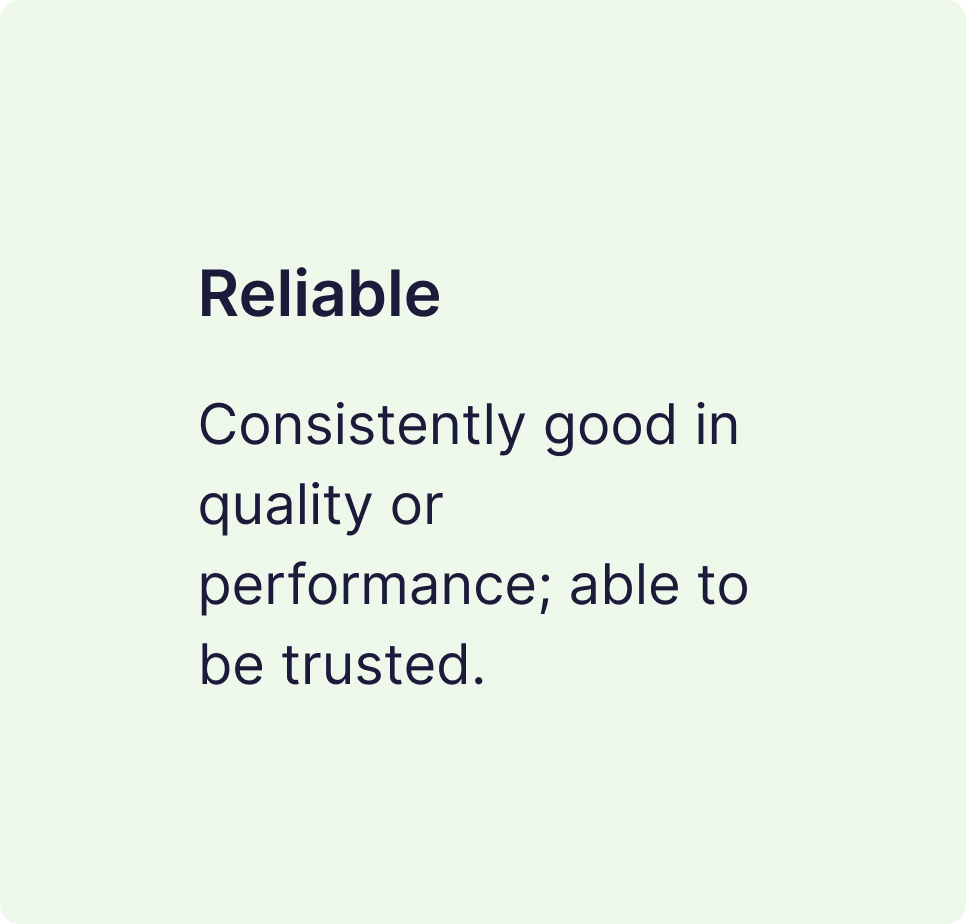 Reliable
Consistently good in
quality or
performance; able to
be trusted.